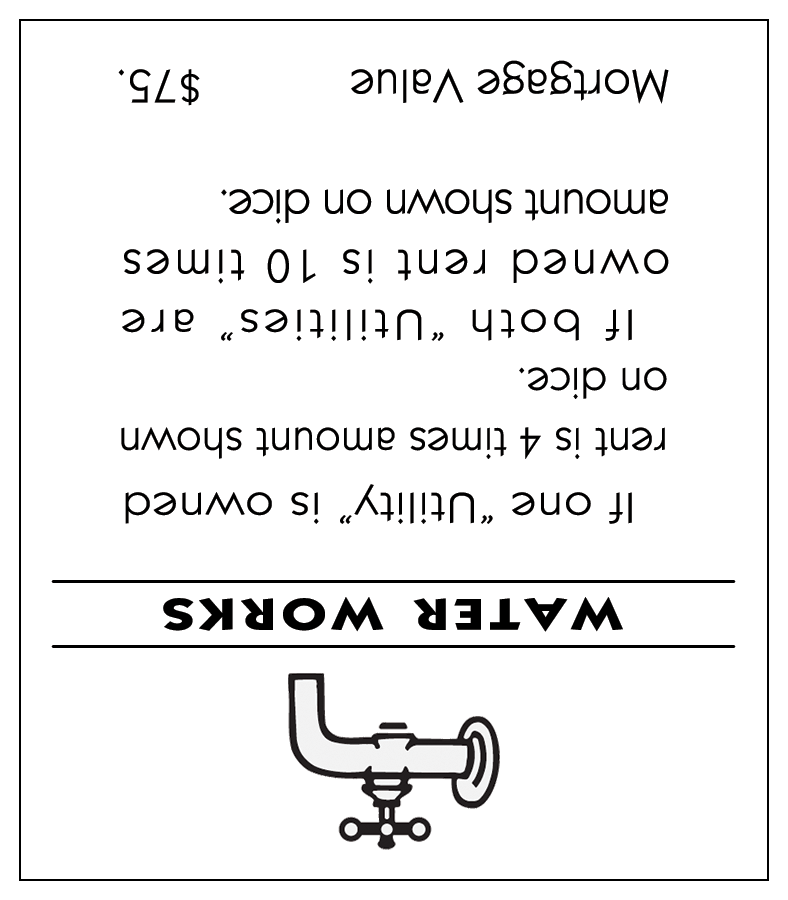 WATER WORKS
If one "Utility" is owned
rent is 4 times amount shown
on dice.
If both "Utilities" are
owned rent is 10 times
amount shown on dice.
Mortgage Value $75.